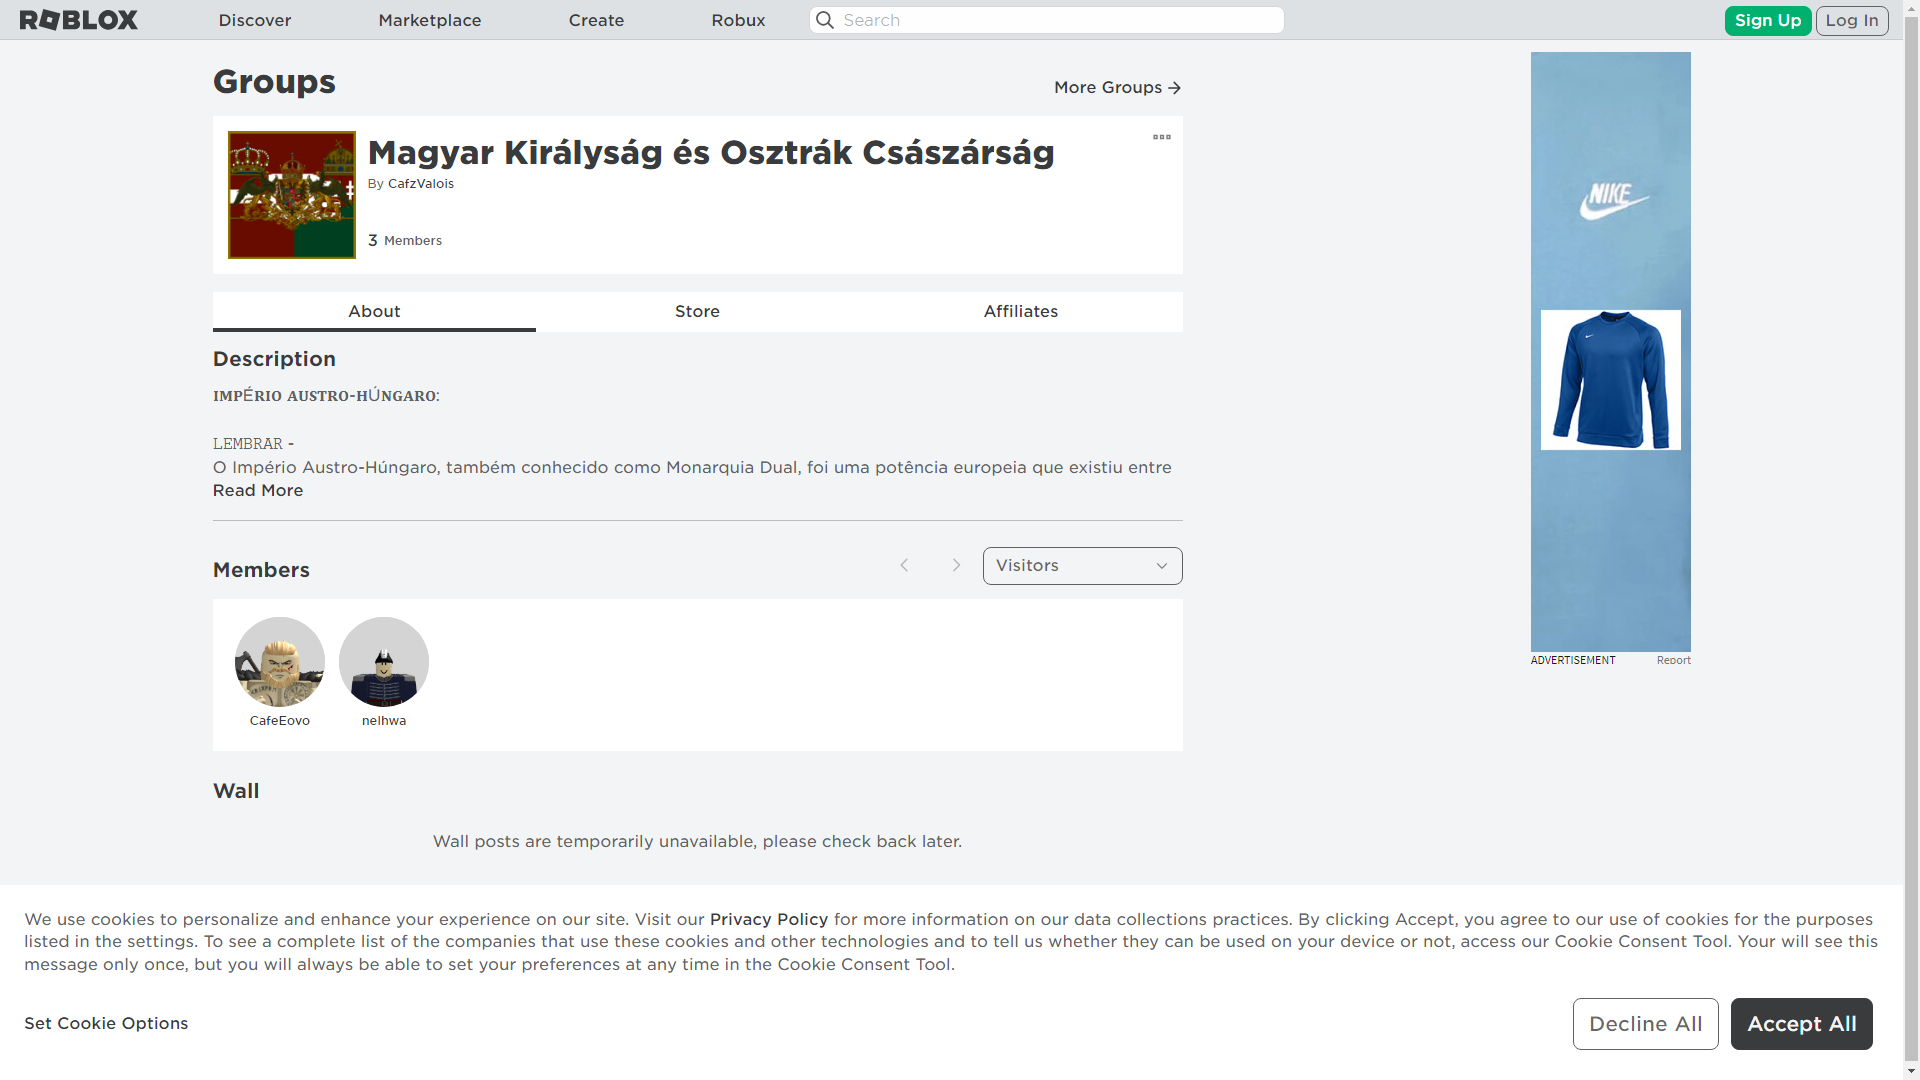 ROBLOX
Discover
Marketplace
Create
Robux
Search
Sign Up
Log In
Groups
More Groups
Magyar Királyság és Osztrák Császárság
By CafzValois
3 Members
About
Store
Affiliates
Description
ɪᴍᴘÉʀɪᴏ ᴀᴜsᴛʀᴏ-ʜÚɴɢᴀʀᴏ:
LEMBRAR -
O Império Austro-Húngaro, também conhecido como Monarquia Dual, foi uma potência europeia que existiu entre
Read More
Members
Visitors
CafeEovo
nelhwa
Wall
Wall posts are temporarily unavailable, please check back later.
NIKE
ADVERTISEMENT
Report
We use cookies to personalize and enhance your experience on our site. Visit our Privacy Policy for more information on our data collections practices. By clicking Accept, you agree to our use of cookies for the purposes
listed in the settings. To see a complete list of the companies that use these cookies and other technologies and to tell us whether they can be used on your device or not, access our Cookie Consent Tool. Your will see this
message only once, but you will always be able to set your preferences at any time in the Cookie Consent Tool.
Set Cookie Options
Decline All
Accept All